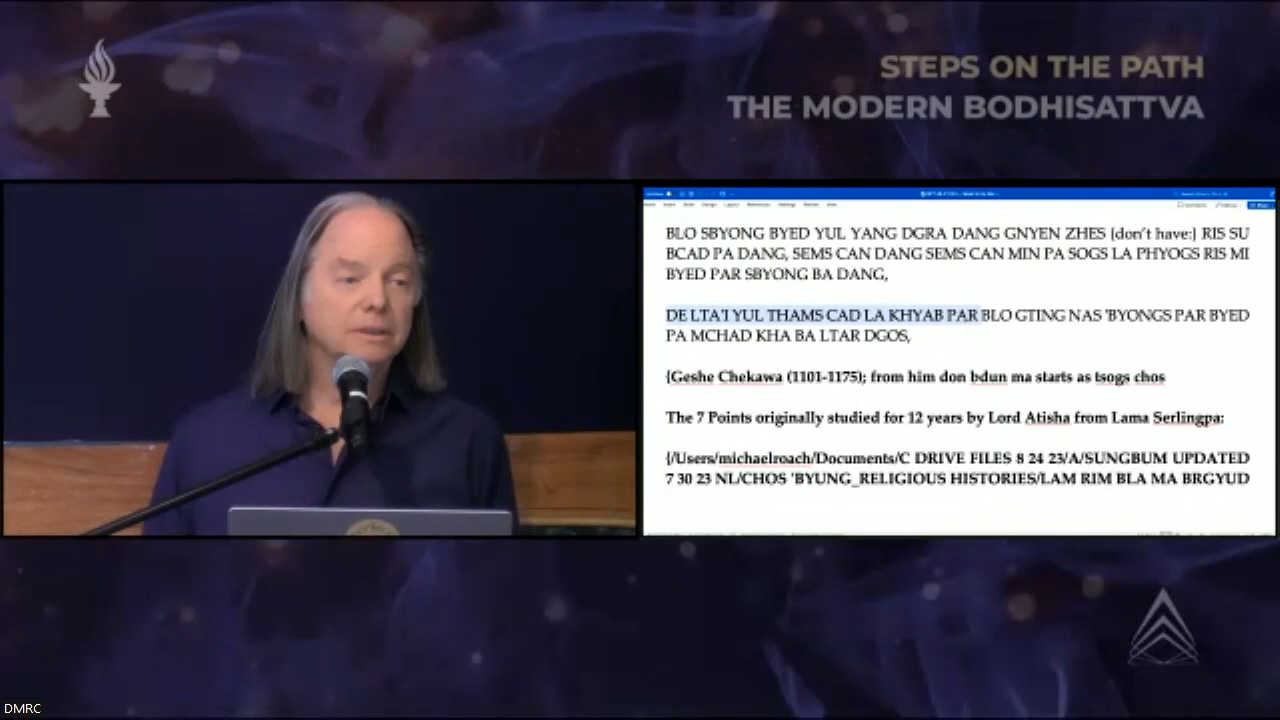 STEPS ON THE PATH
THE MODERN BODHISATTVA
BLO SBYONG BYED YUL YANG DGRA DANG GNYEN ZHES {don't have:} RIS SU
BCAD PA DANG, SEMS CAN DANG SEMS CAN MIN PA SOGS LA PHYOGS RIS MI
BYED PAR SBYONG BA DANG,
DE LTA'I YUL THAMS CAD LA KHYAB PAR BLO GTING NAS 'BYONGS PAR BYED
PA MCHAD KHA BA LTAR DGOS,
{Geshe Chekawa (1101-1175); from him don bdun ma starts as tsogs chos
The 7 Points originally studied for 12 years by Lord Atisha from Lama Serlingpa:
{/Users/michaelroach/Documents/C DRIVE FILES 8 24 23/A/SUNGBUM UPDATED
7 30 23 NL/CHOS 'BYUNG_RELIGIOUS HISTORIES/LAM RIM BLA MA BRGYUD
DMRC